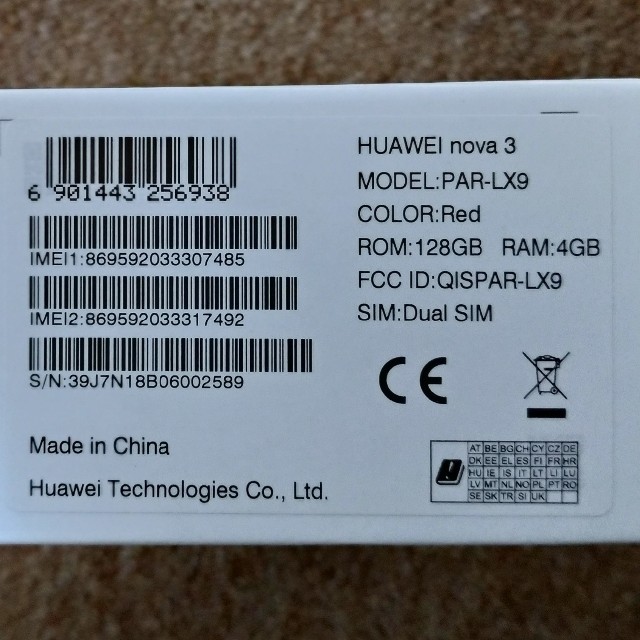 6 901443 256938
IMEI1:869592033307485
IMEI2:869592033317492
S/N:39J7N18B06002589
Made in China
Huawei Technologies Co., Ltd.
HUAWEI nova 3
MODEL:PAR-LX9
COLOR:Red
ROM:128GB RAM:4GB
FCC ID:QISPAR-LX9
SIM:Dual SIM
CE
AT BE BG CH CY CZ DE
DK EE EL ES FI FR HR
HU IE IS IT LT LI LU
LV MT NL NO PL PT RO
SE SK TR SI UK